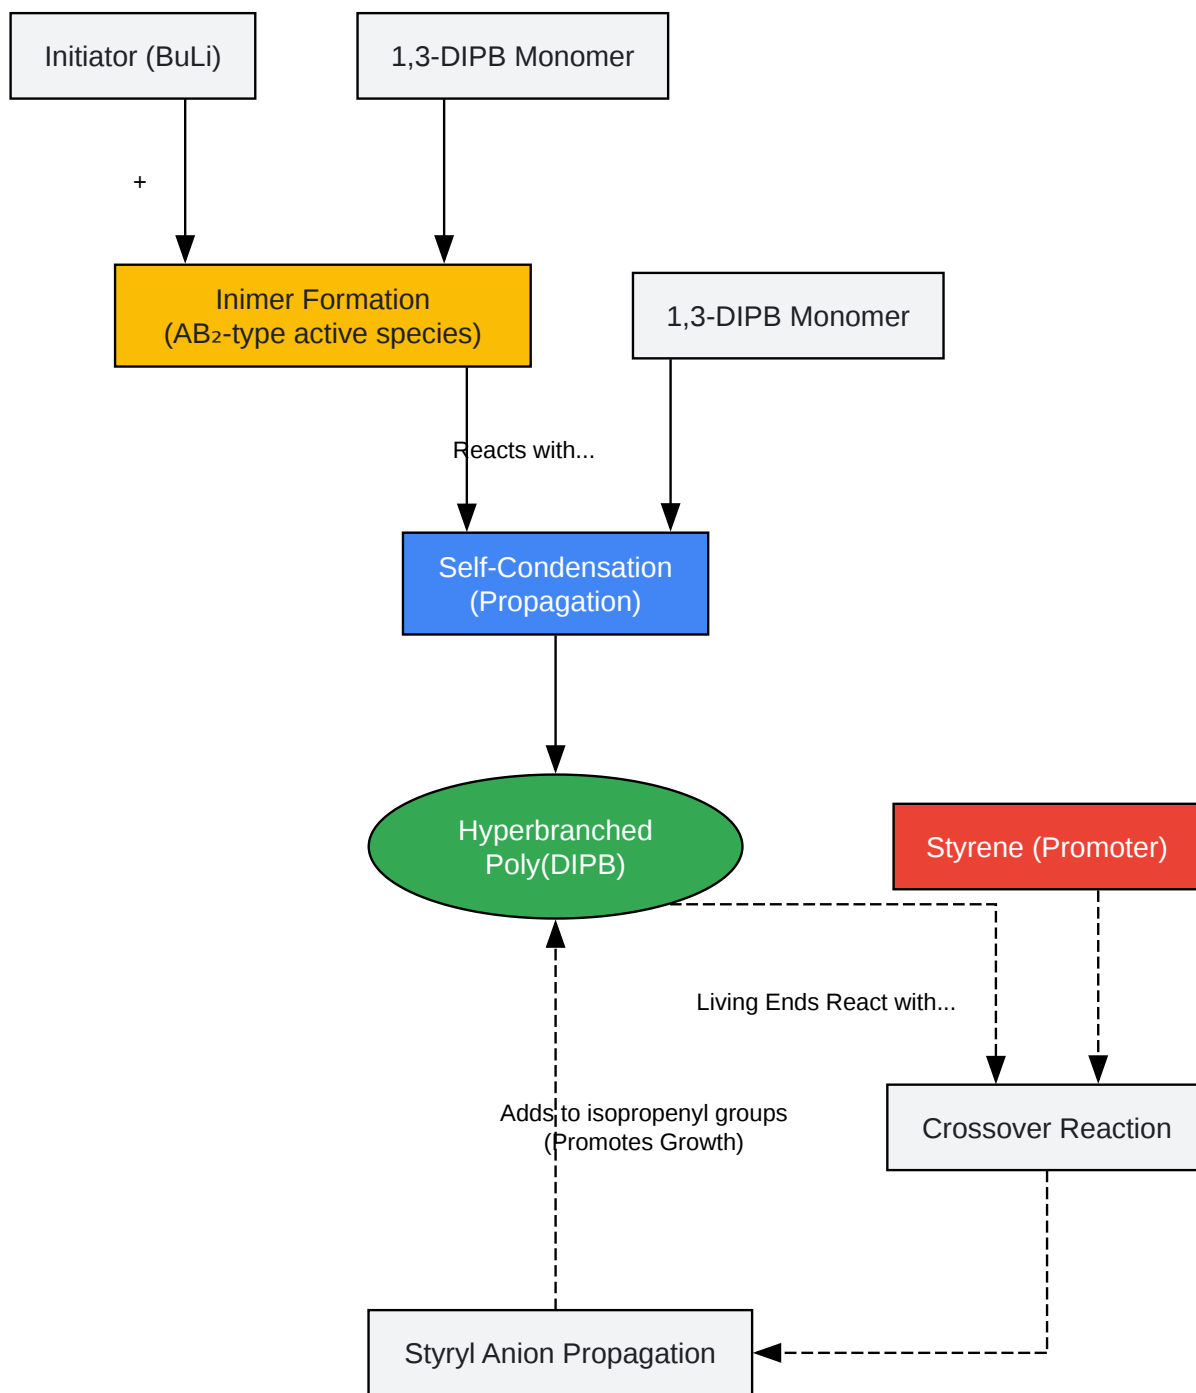 Initiator (BuLi)
1,3-DIPB Monomer
+
Inimer Formation
(AB₂-type active species)
1,3-DIPB Monomer
Reacts with...
Self-Condensation
(Propagation)
Hyperbranched
Poly(DIPB)
Styrene (Promoter)
Living Ends React with...
Adds to isopropenyl groups
(Promotes Growth)
Crossover Reaction
Styryl Anion Propagation